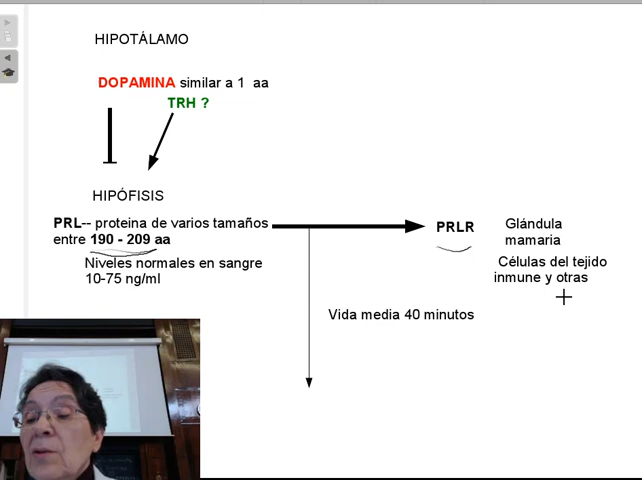 HIPOTÁLAMO
DOPAMINA similar a 1 aa
TRH ?
HIPÓFISIS
PRL-- proteina de varios tamaños
entre 190 - 209 aa
Niveles normales en sangre
10-75 ng/ml
PRLR
Glándula
mamaria
Células del tejido
inmune y otras
Vida media 40 minutos